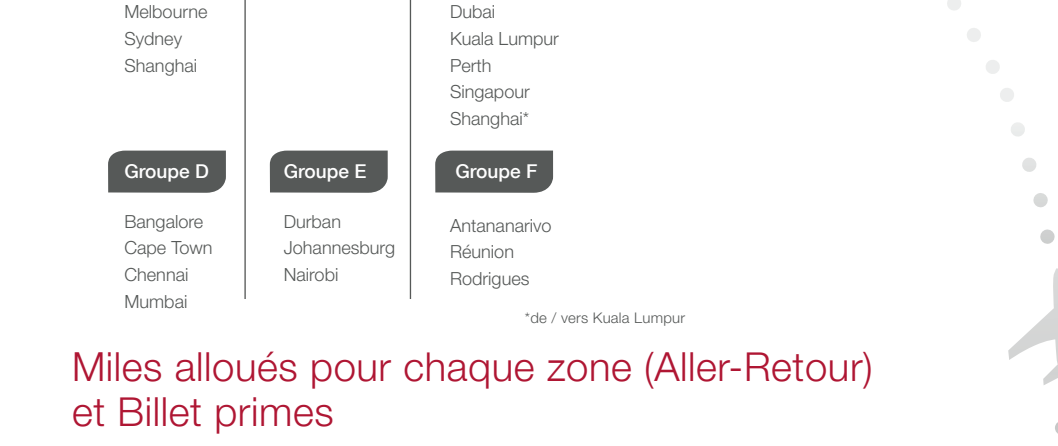 Melbourne
Sydney
Shanghai
Dubai
Kuala Lumpur
Perth
Singapour
Shanghai*
Groupe D
Bangalore
Cape Town
Chennai
Mumbai
Groupe E
Durban
Johannesburg
Nairobi
Groupe F
Antananarivo
Réunion
Rodrigues
*de / vers Kuala Lumpur
Miles alloués pour chaque zone (Aller-Retour)
et Billet primes